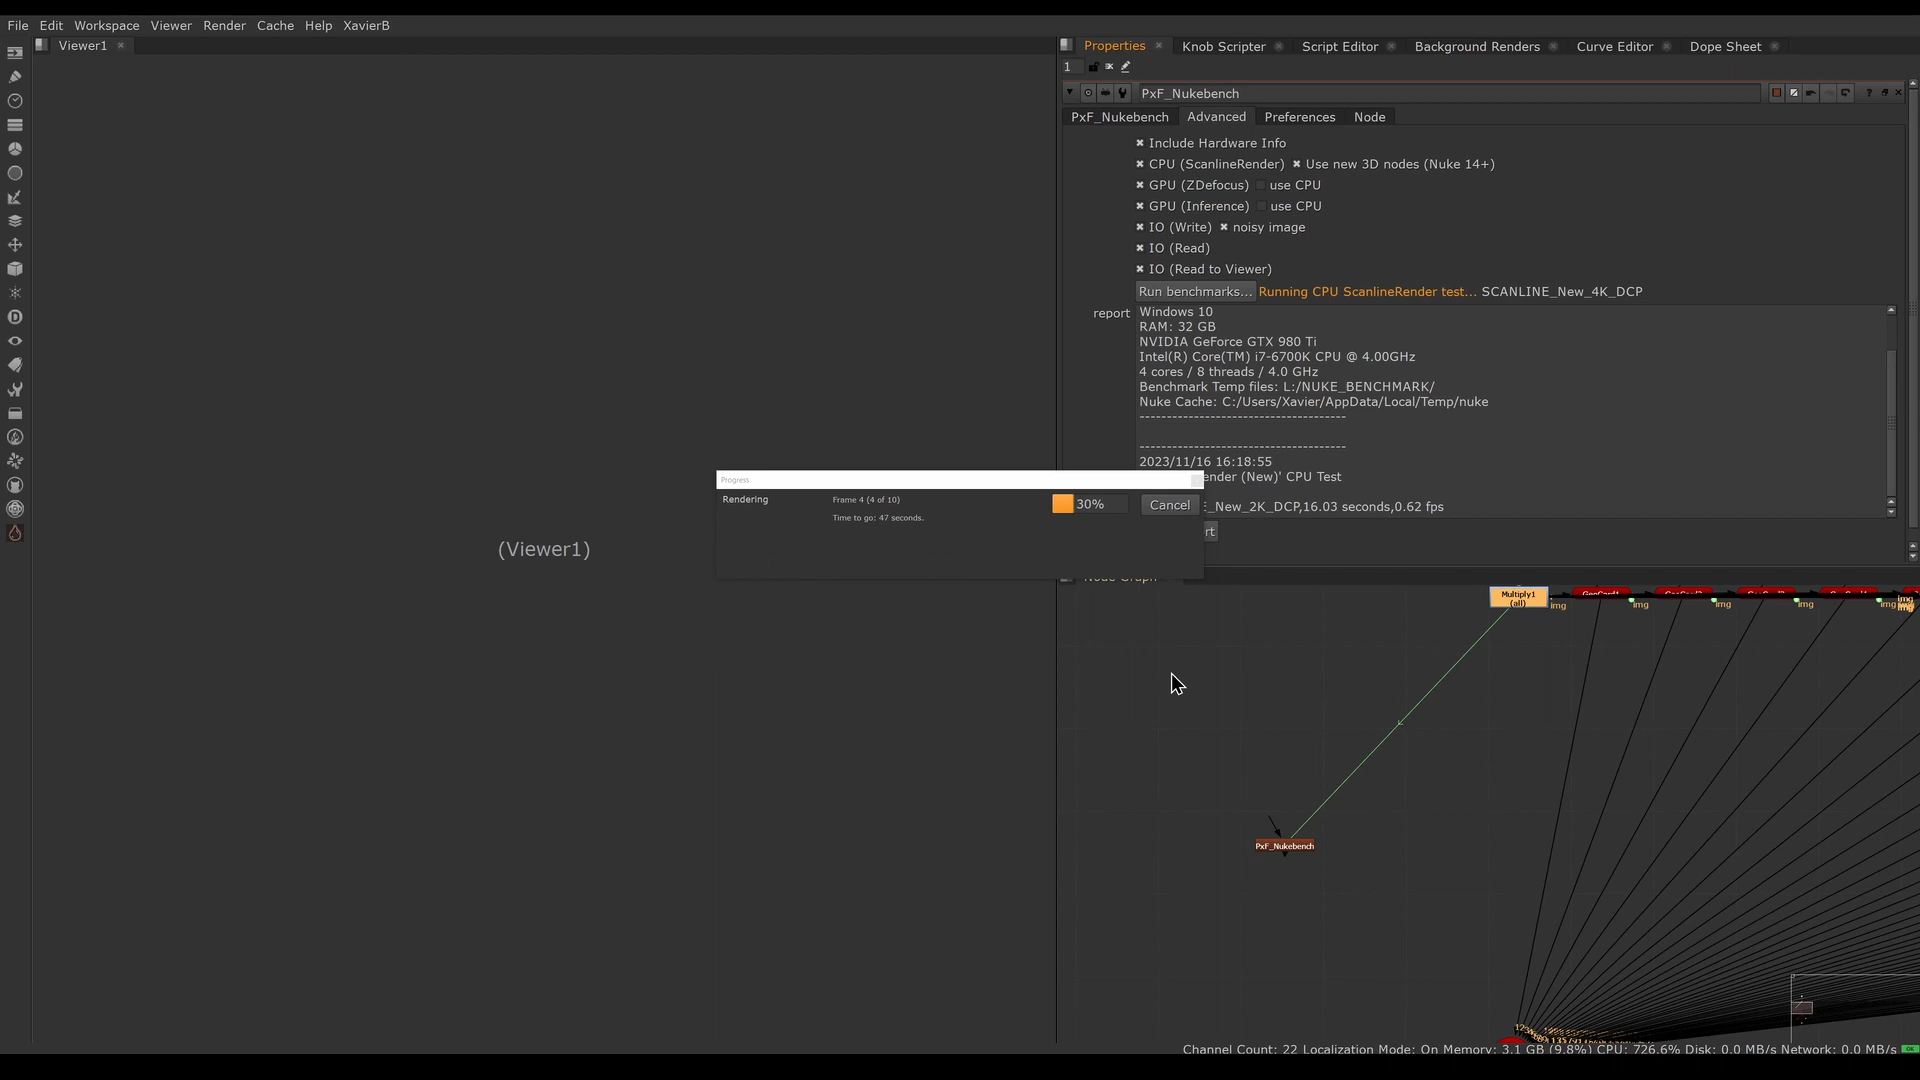 File Edit Workspace Viewer Render Cache Help XavierB
Viewer1
Properties Knob Scripter Script Editor Background Renders Curve Editor Dope Sheet
1
PxF_Nukebench
PxF_Nukebench Advanced Preferences Node
Include Hardware Info
CPU (ScanlineRender) Use new 3D nodes (Nuke 14+)
GPU (ZDefocus) use CPU
GPU (Inference) use CPU
IO (Write) noisy image
IO (Read)
IO (Read to Viewer)
Run benchmarks... Running CPU ScanlineRender test... SCANLINE_New_4K_DCP
report
Windows 10
RAM: 32 GB
NVIDIA GeForce GTX 980 Ti
Intel(R) Core(TM) i7-6700K CPU @ 4.00GHz
4 cores / 8 threads / 4.0 GHz
Benchmark Temp files: L:/NUKE_BENCHMARK/
Nuke Cache: C:/Users/Xavier/AppData/Local/Temp/nuke
--------------------------------------
--------------------------------------
2023/11/16 16:18:55
ender (New)' CPU Test
E_New_2K_DCP,16.03 seconds,0.62 fps
rt
Progress
Rendering Frame 4 (4 of 10) 30% Cancel
Time to go: 47 seconds.
(Viewer1)
Multiply1
(all)
img img img img img
PxF_Nukebench
Channel Count: 22 Localization Mode: On Memory: 3.1 GB (9.8%) CPU: 726.6% Disk: 0.0 MB/s Network: 0.0 MB/s